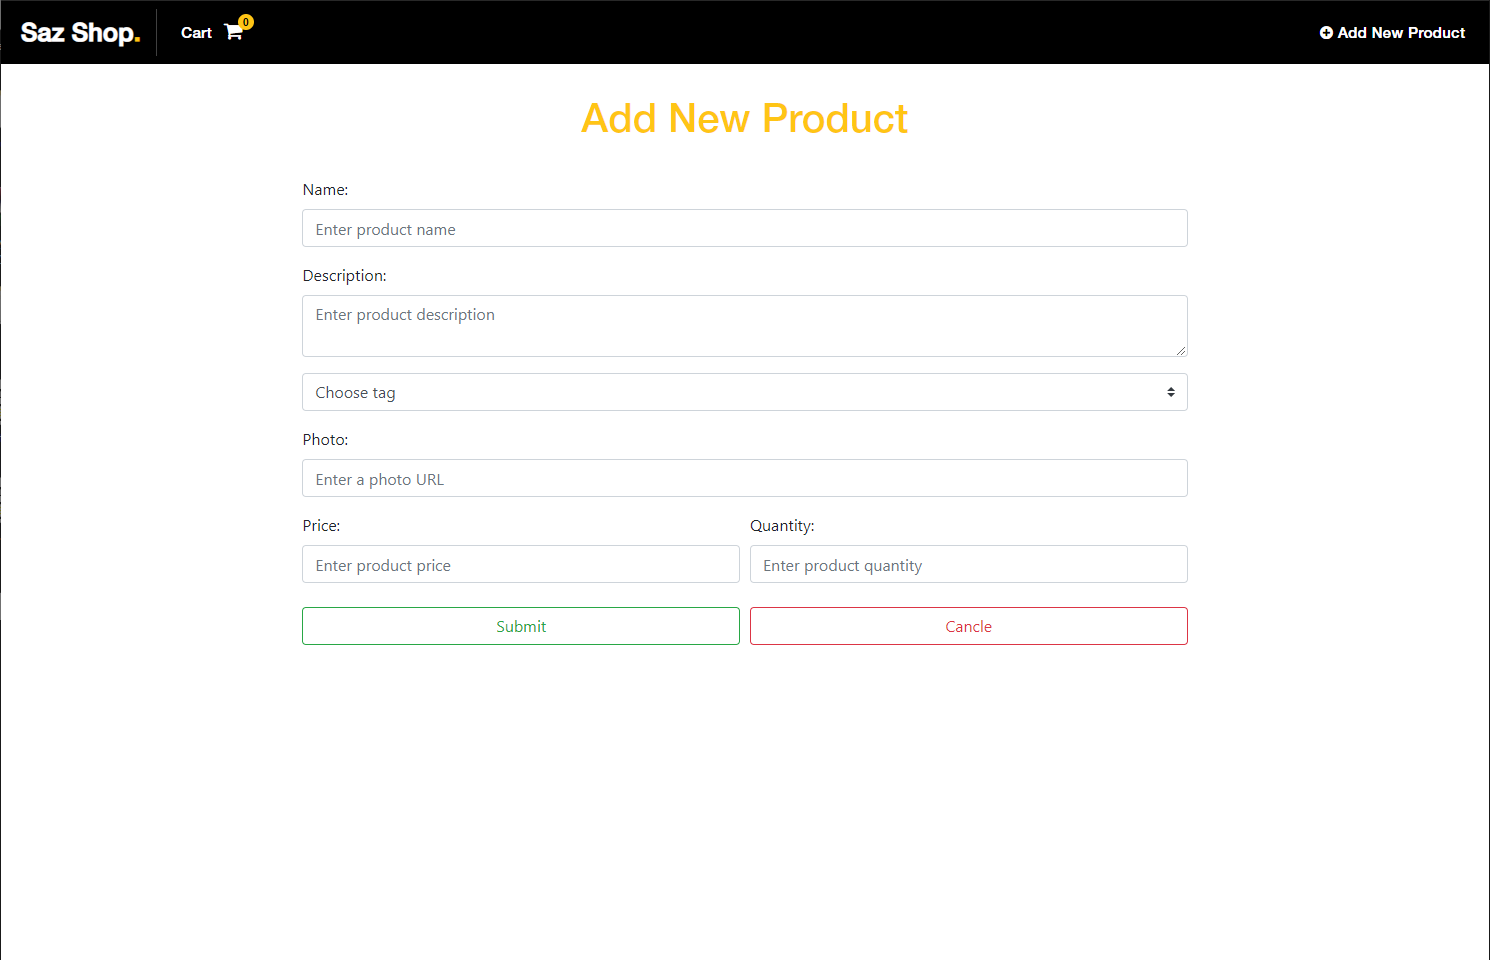 Saz Shop.
Cart 0
Add New Product
Add New Product
Name:
Enter product name
Description:
Enter product description
Choose tag
Photo:
Enter a photo URL
Price: Quantity:
Enter product price Enter product quantity
Submit Cancle